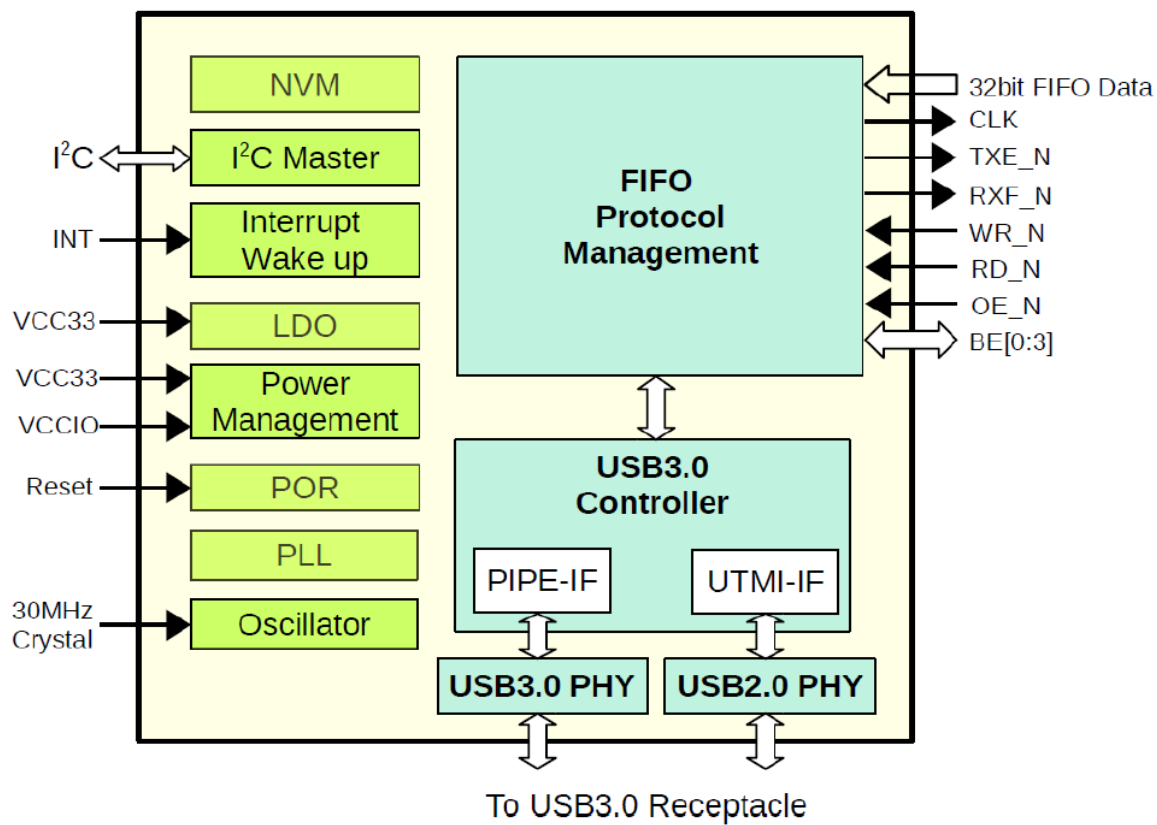 NVM
I²C
I²C Master
INT
Interrupt
Wake up
VCC33
LDO
VCC33
VCCIO
Power
Management
Reset
POR
PLL
30MHz
Crystal
Oscillator
FIFO
Protocol
Management
32bit FIFO Data
CLK
TXE_N
RXF_N
WR_N
RD_N
OE_N
BE[0:3]
USB3.0
Controller
PIPE-IF
UTMI-IF
USB3.0 PHY
USB2.0 PHY
To USB3.0 Receptacle